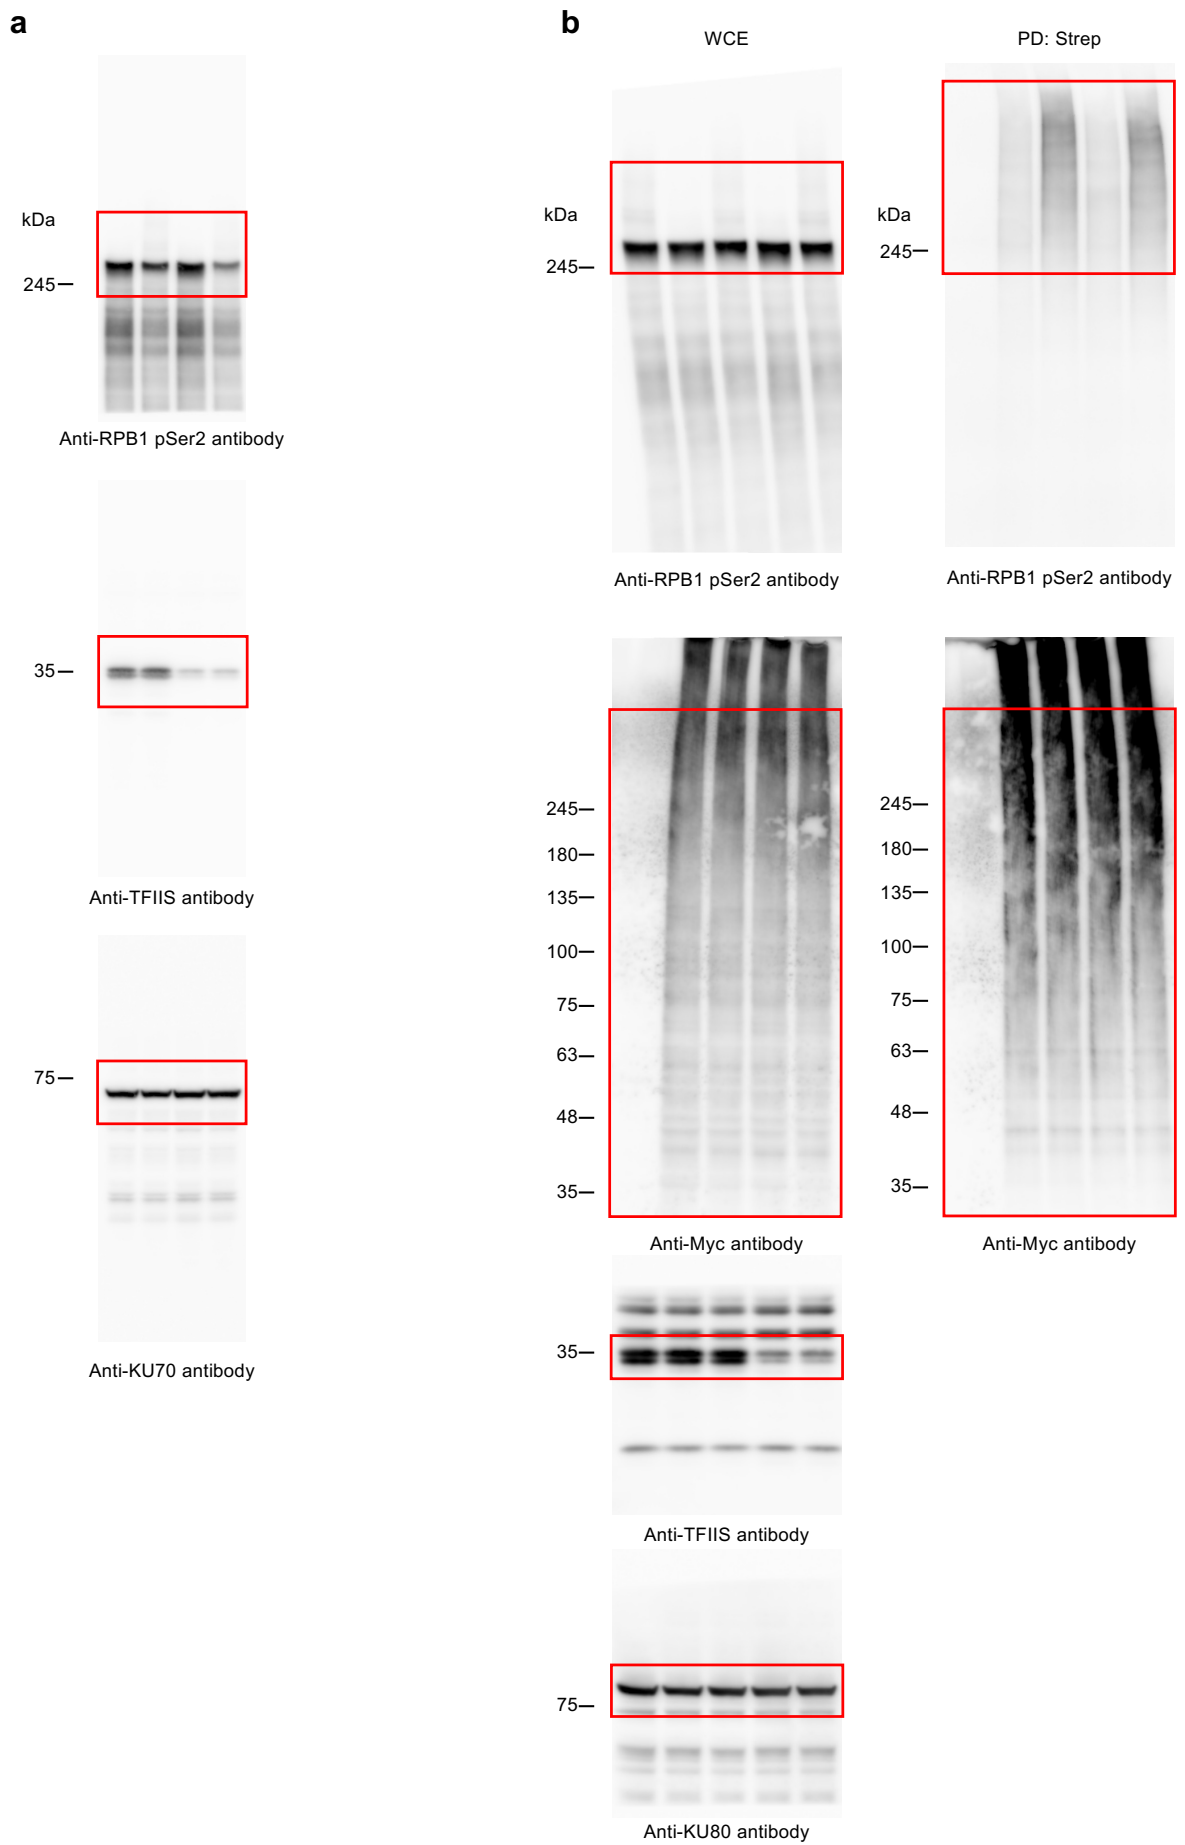 a
kDa
245
Anti-RPB1 pSer2 antibody
35
Anti-TFIIS antibody
75
Anti-KU70 antibody
b
WCE
kDa
245
Anti-RPB1 pSer2 antibody
PD: Strep
kDa
245
Anti-RPB1 pSer2 antibody
245
180
135
100
75
63
48
35
Anti-Myc antibody
245
180
135
100
75
63
48
35
Anti-Myc antibody
35
Anti-TFIIS antibody
75
Anti-KU80 antibody